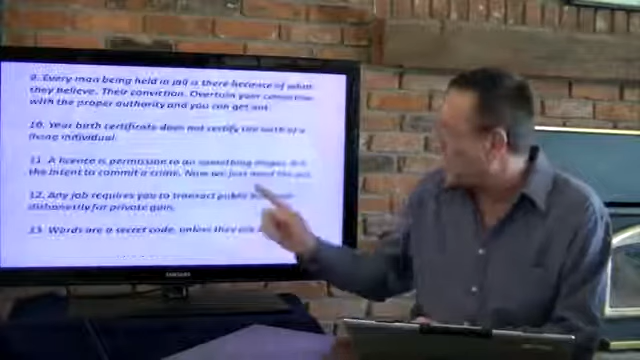 9. Every man being held in jail is there because of what
they believe. Their conviction. Overturn your conviction
with the proper authority and you can get out.
10. Your birth certificate does not certify the birth of a
living individual.
11. A licence is permission to do something illegal.
the intent to commit a crime. Now we just need the
12. Any job requires you to transact public
dishonestly for private gain.
13. Words are a secret code, unless they are
SAMSUNG